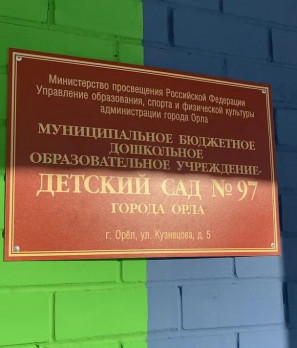 Министерство просвещения Российской Федерации
Управление образования, спорта и физической культуры
администрации города Орла
МУНИЦИПАЛЬНОЕ БЮДЖЕТНОЕ
ДОШКОЛЬНОЕ
ОБРАЗОВАТЕЛЬНОЕ УЧРЕЖДЕНИЕ-
ДЕТСКИЙ САД № 97
ГОРОДА ОРЛА
г. Орёл, ул. Кузнецова, д. 5